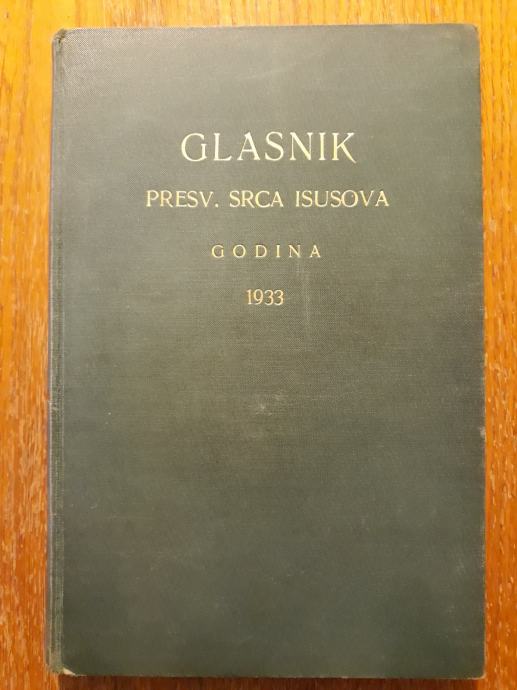 GLASNIK
PRESV. SRCA ISUSOVA
GODINA
1933